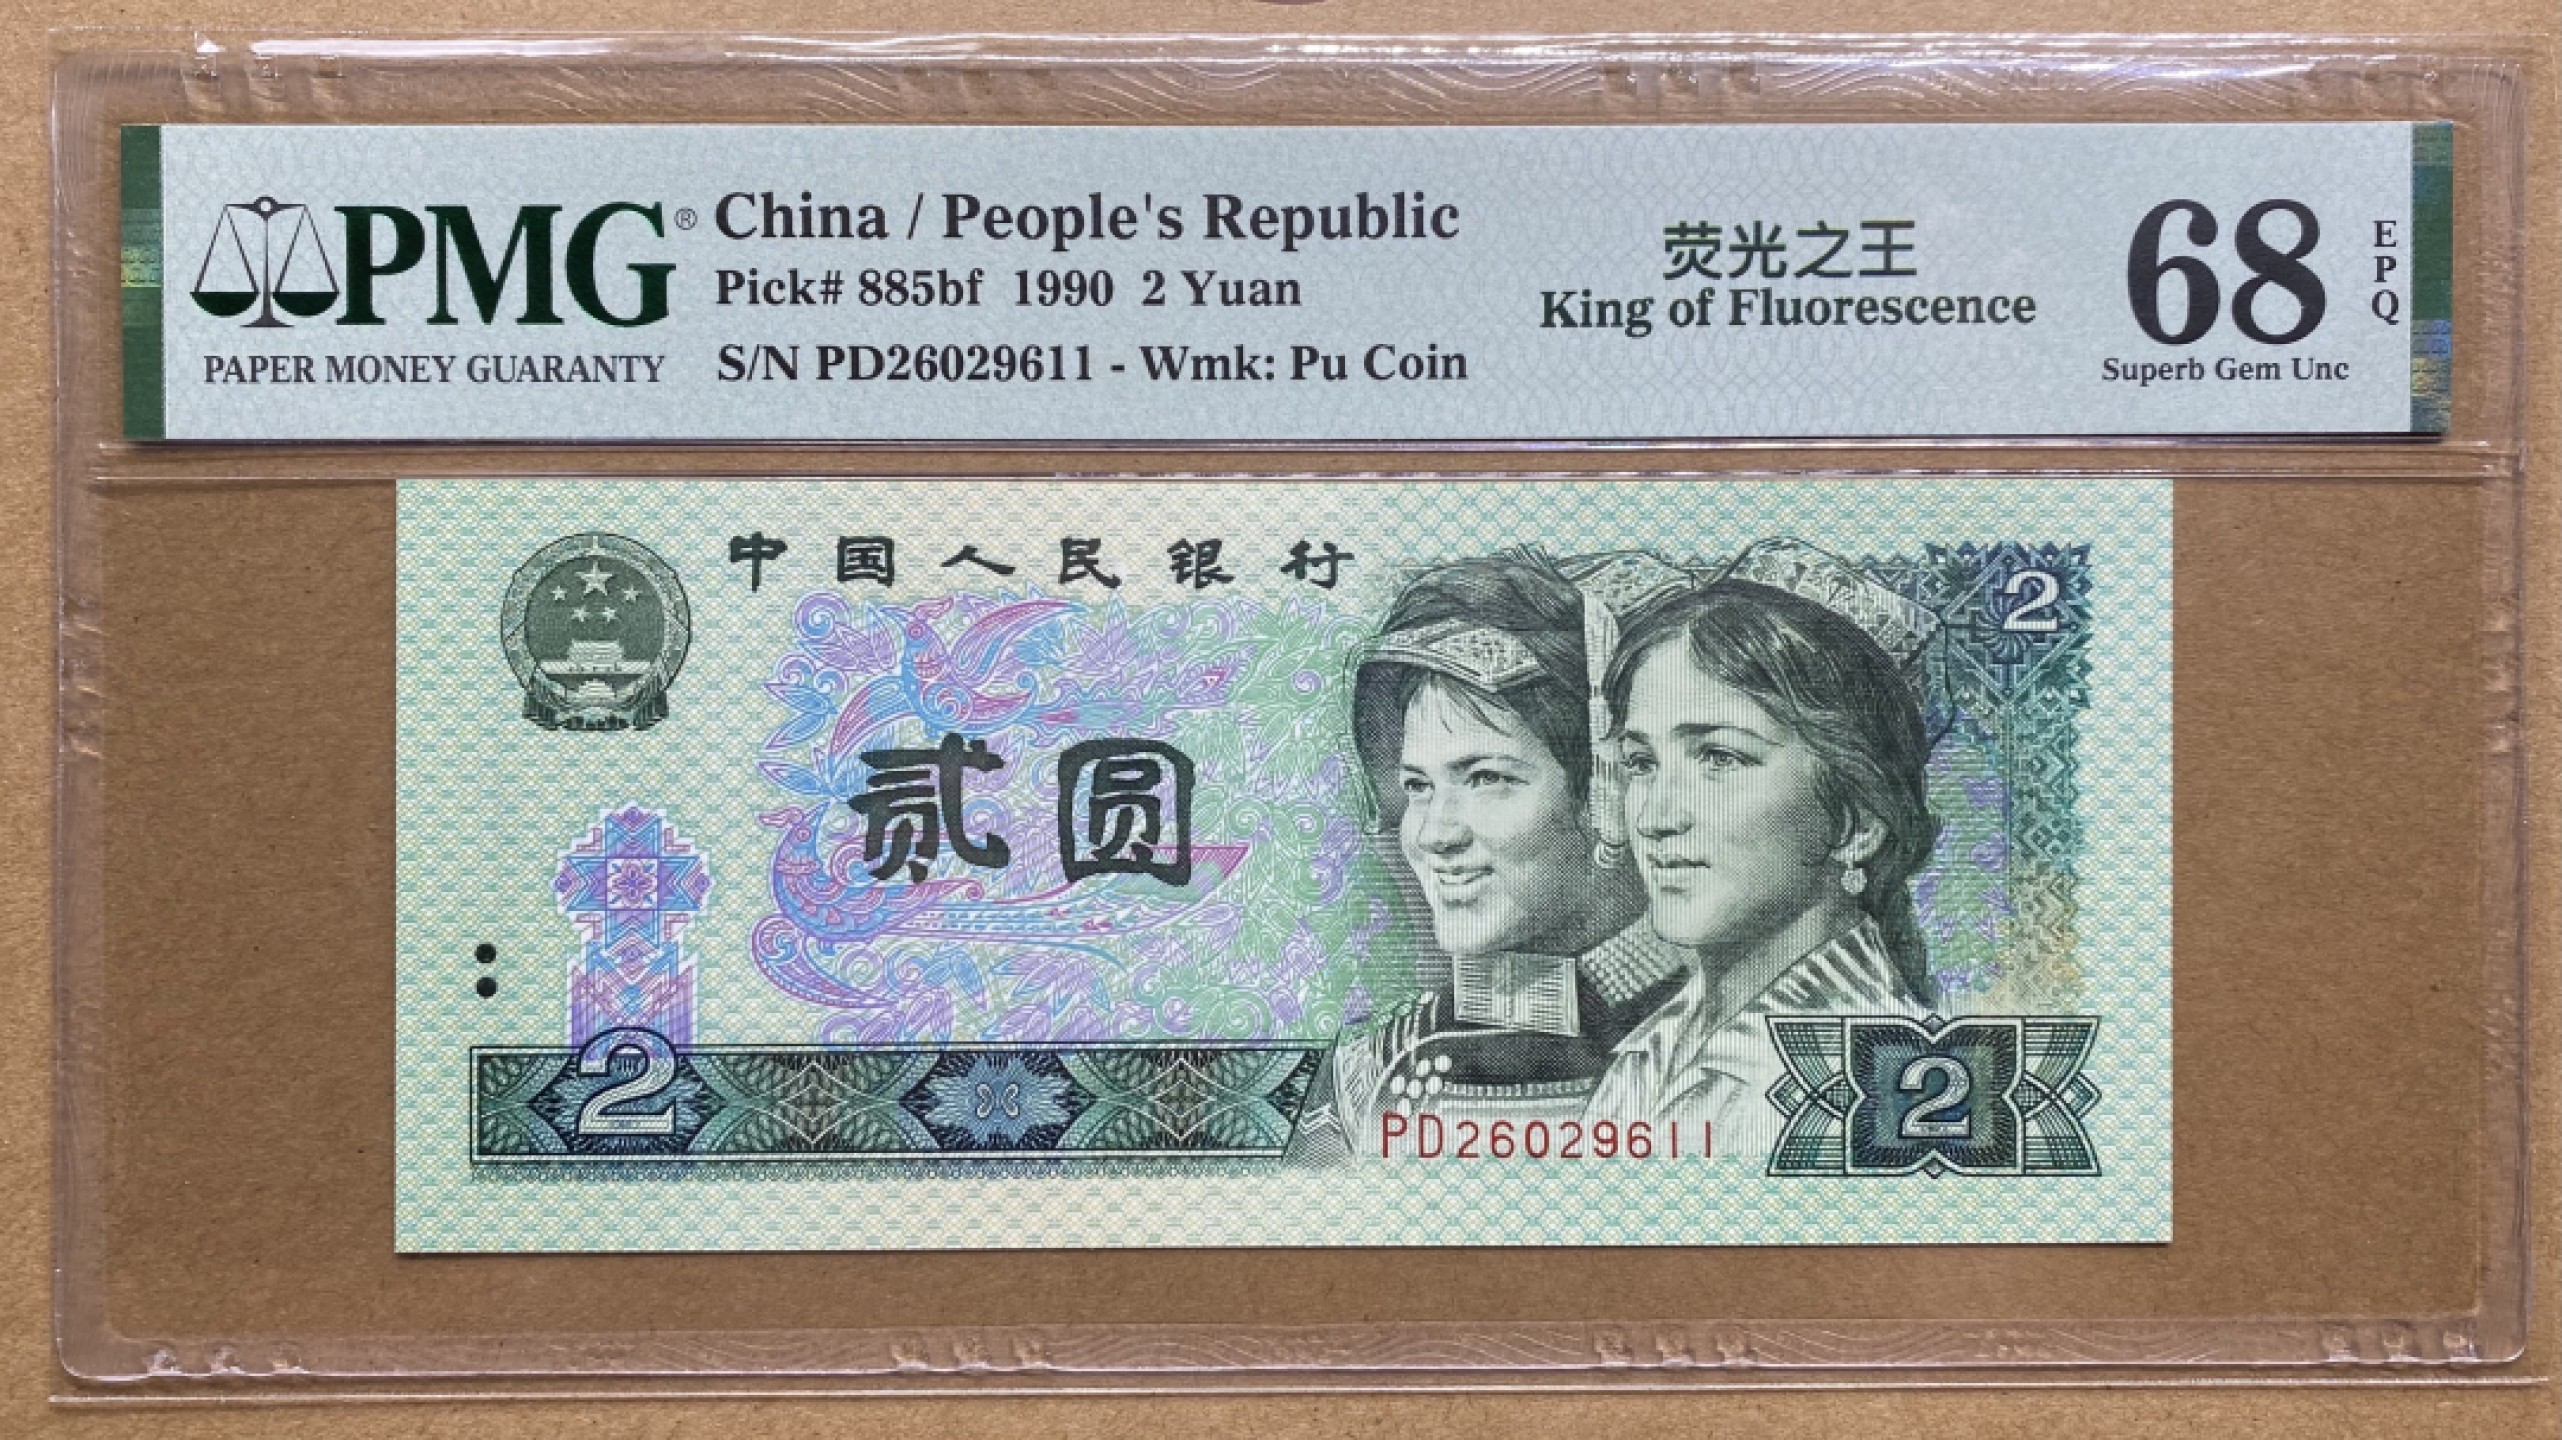 PMG®
PAPER MONEY GUARANTY
China / People's Republic
Pick# 885bf 1990 2 Yuan
S/N PD26029611 - Wmk: Pu Coin
荧光之王
King of Fluorescence
68
EPQ
Superb Gem Unc
中国人民银行
2
贰圆
2
PD26029611
2